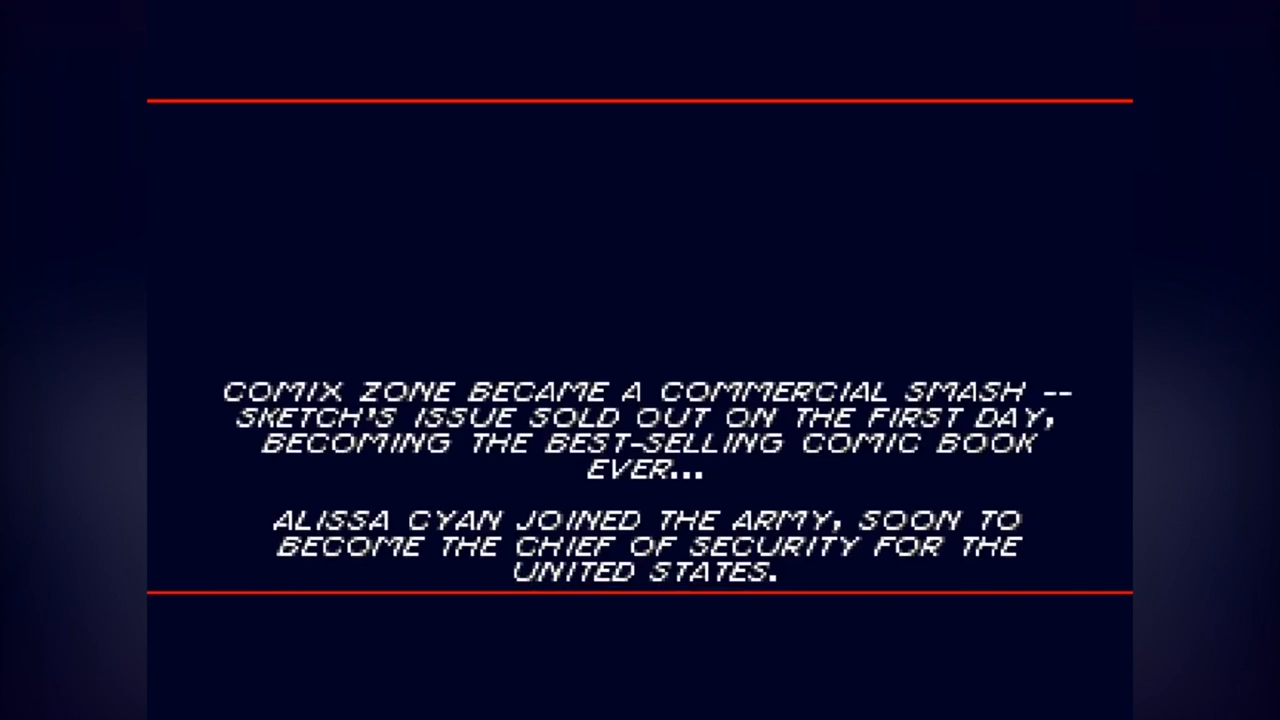 COMIX ZONE BECAME A COMMERCIAL SMASH --
SKETCH'S ISSUE SOLD OUT ON THE FIRST DAY,
BECOMING THE BEST-SELLING COMIC BOOK
EVER...
ALISSA CYAN JOINED THE ARMY, SOON TO
BECOME THE CHIEF OF SECURITY FOR THE
UNITED STATES.